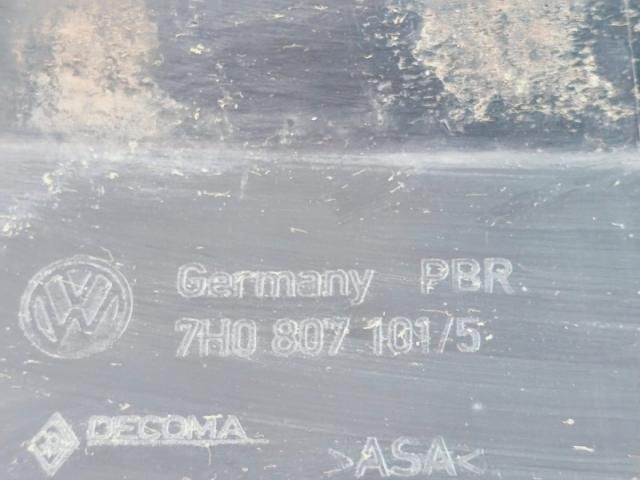 Germany PBR
7H0 807 101/5
DECOMA
>ASA<